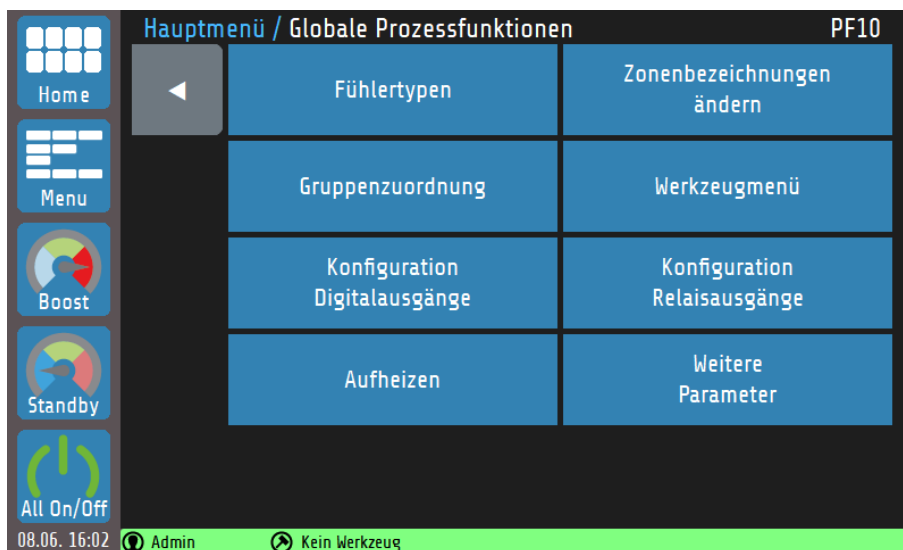 Hauptmenü / Globale Prozessfunktionen PF10
Home
Fühlertypen
Zonenbezeichnungen
ändern
Menu
Gruppenzuordnung
Werkzeugmenü
Boost
Konfiguration
Digitalausgänge
Konfiguration
Relaisausgänge
Standby
Aufheizen
Weitere
Parameter
All On/Off
08.06. 16:02 Admin Kein Werkzeug